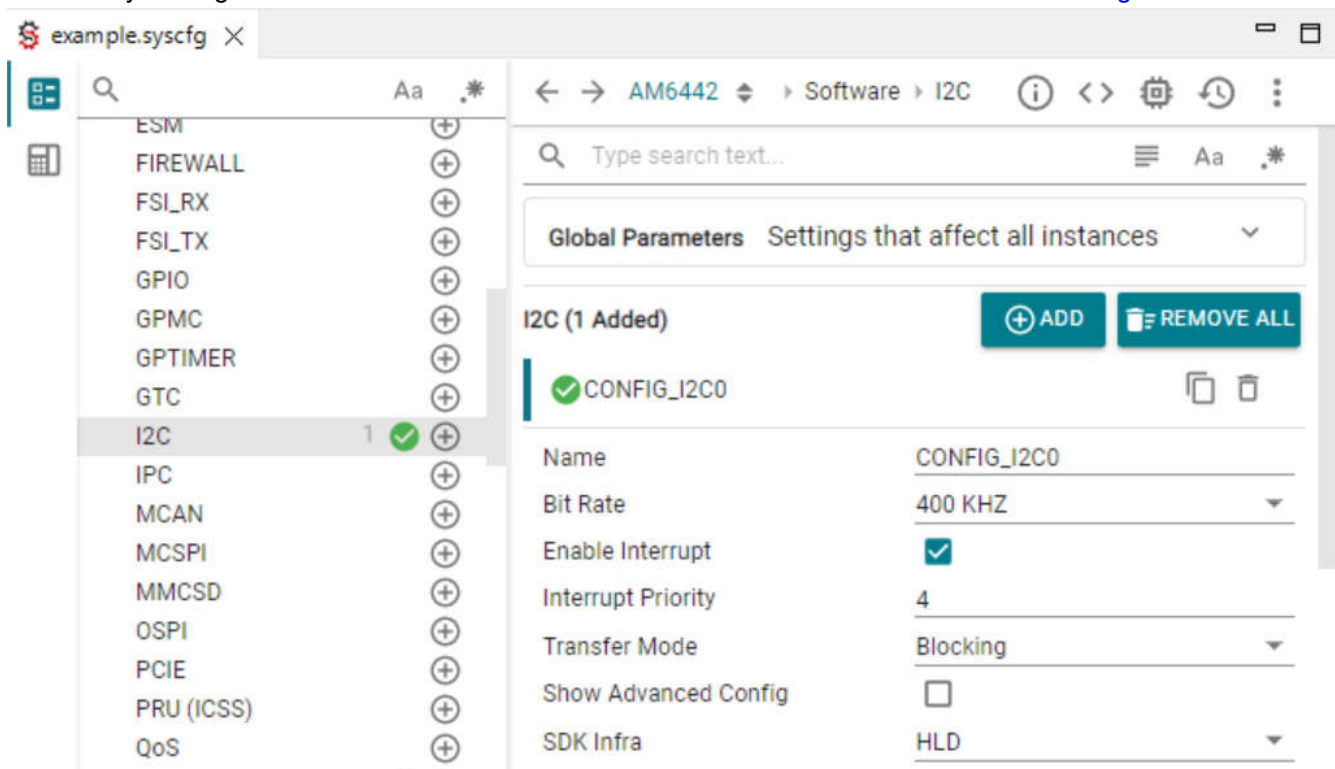 example.syscfg
Aa .*
AM6442 Software I2C
ESM
FIREWALL
FSI_RX
FSI_TX
GPIO
GPMC
GPTIMER
GTC
I2C 1
IPC
MCAN
MCSPI
MMCSD
OSPI
PCIE
PRU (ICSS)
QoS
Type search text...
Aa .*
Global Parameters Settings that affect all instances
I2C (1 Added)
ADD
REMOVE ALL
CONFIG_I2C0
Name CONFIG_I2C0
Bit Rate 400 KHZ
Enable Interrupt
Interrupt Priority 4
Transfer Mode Blocking
Show Advanced Config
SDK Infra HLD